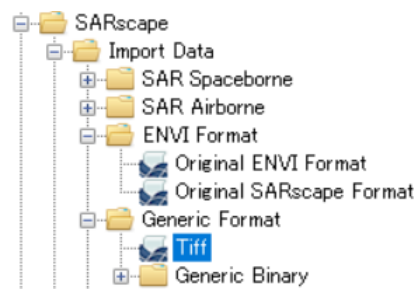 SARscape
Import Data
SAR Spaceborne
SAR Airborne
ENVI Format
Original ENVI Format
Original SARscape Format
Generic Format
Tiff
Generic Binary